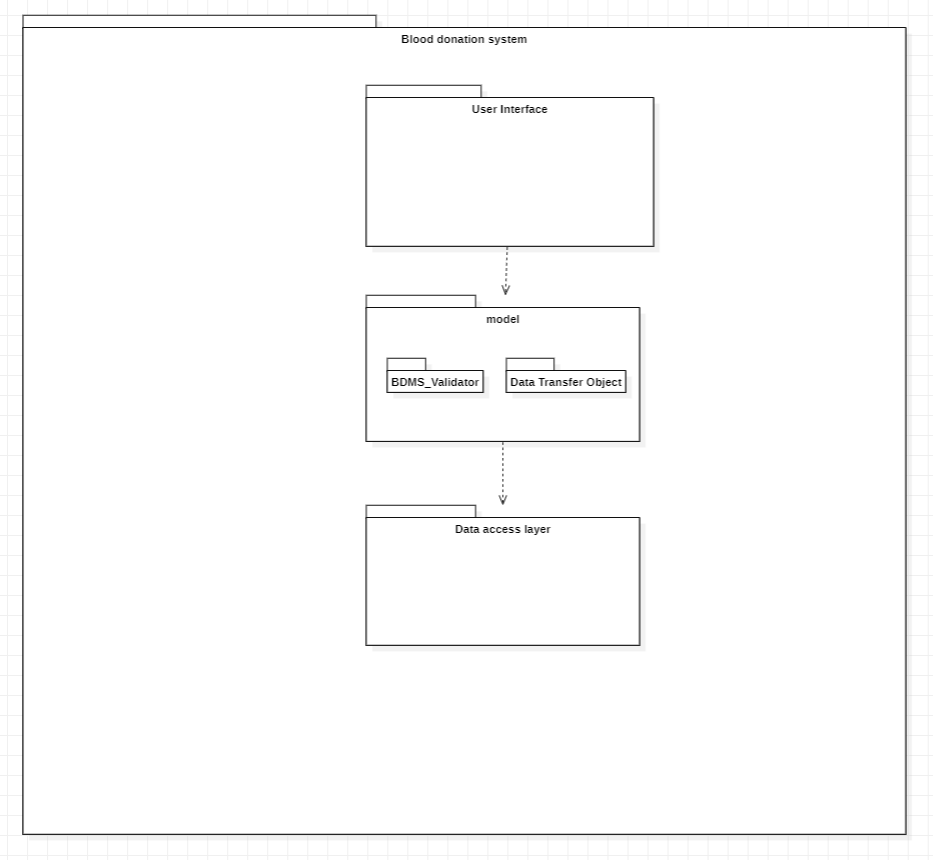 Blood donation system
User Interface
model
BDMS_Validator
Data Transfer Object
Data access layer